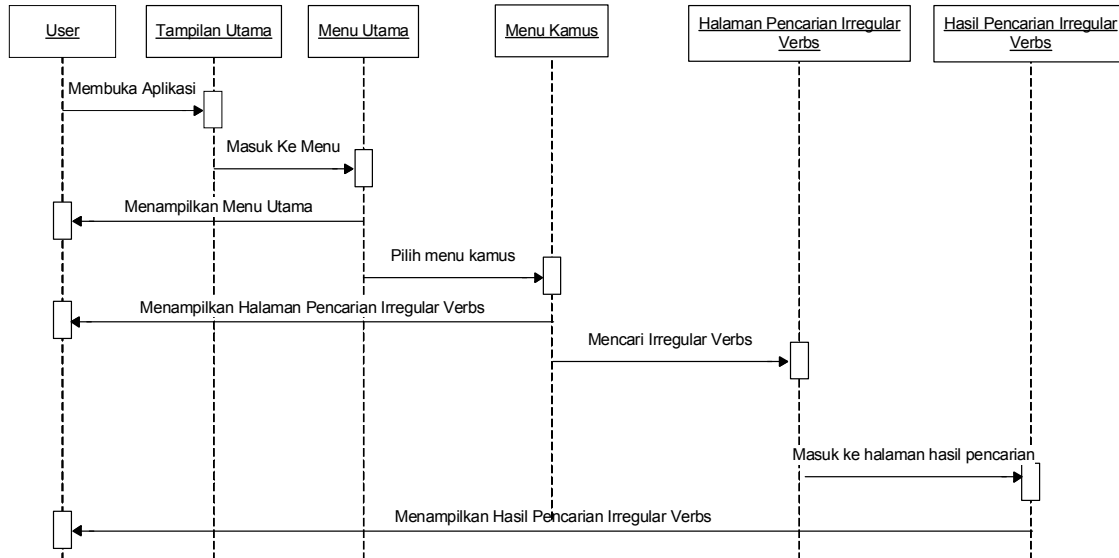 User
Tampilan Utama
Menu Utama
Menu Kamus
Halaman Pencarian Irregular
Verbs
Hasil Pencarian Irregular
Verbs
Membuka Aplikasi
Masuk Ke Menu
Menampilkan Menu Utama
Pilih menu kamus
Menampilkan Halaman Pencarian Irregular Verbs
Mencari Irregular Verbs
Masuk ke halaman hasil pencarian
Menampilkan Hasil Pencarian Irregular Verbs